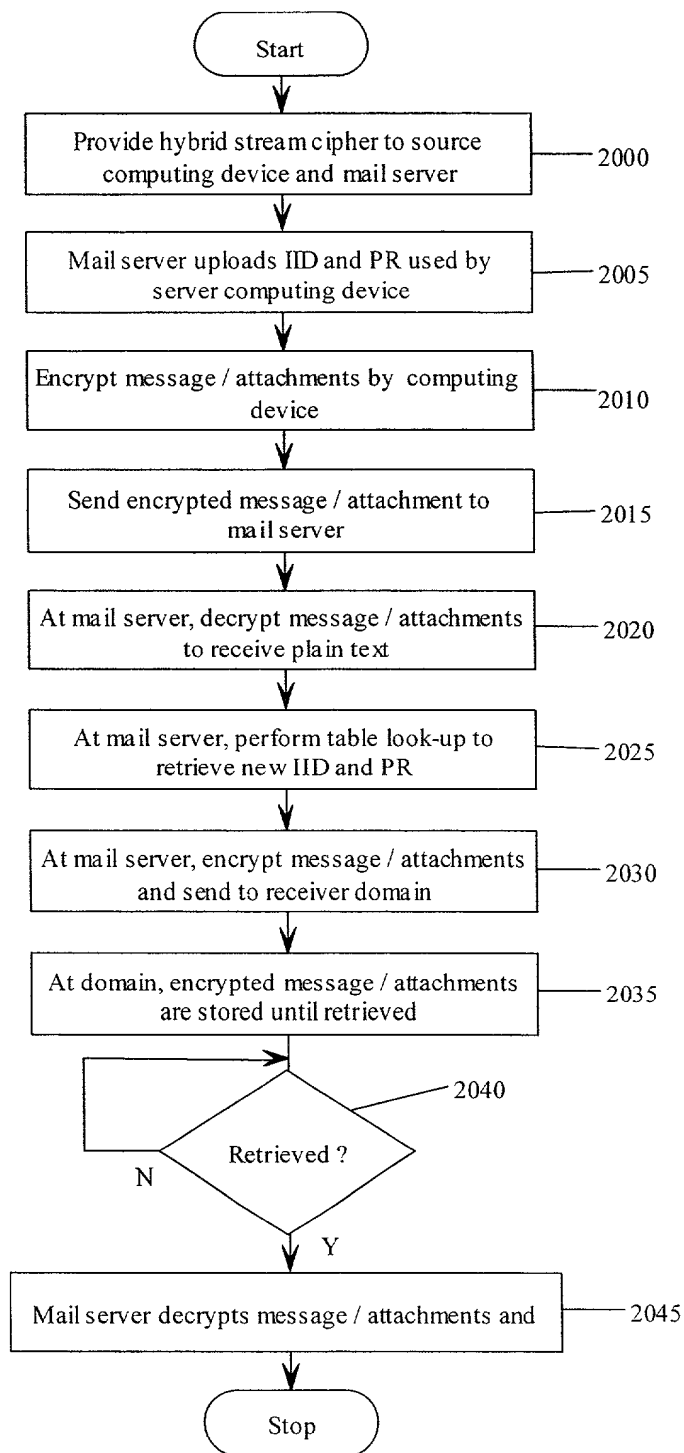 Start
Provide hybrid stream cipher to source
computing device and mail server
2000
Mail server uploads IID and PR used by
server computing device
2005
Encrypt message / attachments by computing
device
2010
Send encrypted message / attachment to
mail server
2015
At mail server, decrypt message / attachments
to receive plain text
2020
At mail server, perform table look-up to
retrieve new IID and PR
2025
At mail server, encrypt message / attachments
and send to receiver domain
2030
At domain, encrypted message / attachments
are stored until retrieved
2035
2040
Retrieved ?
N
Y
Mail server decrypts message / attachments and
2045
Stop